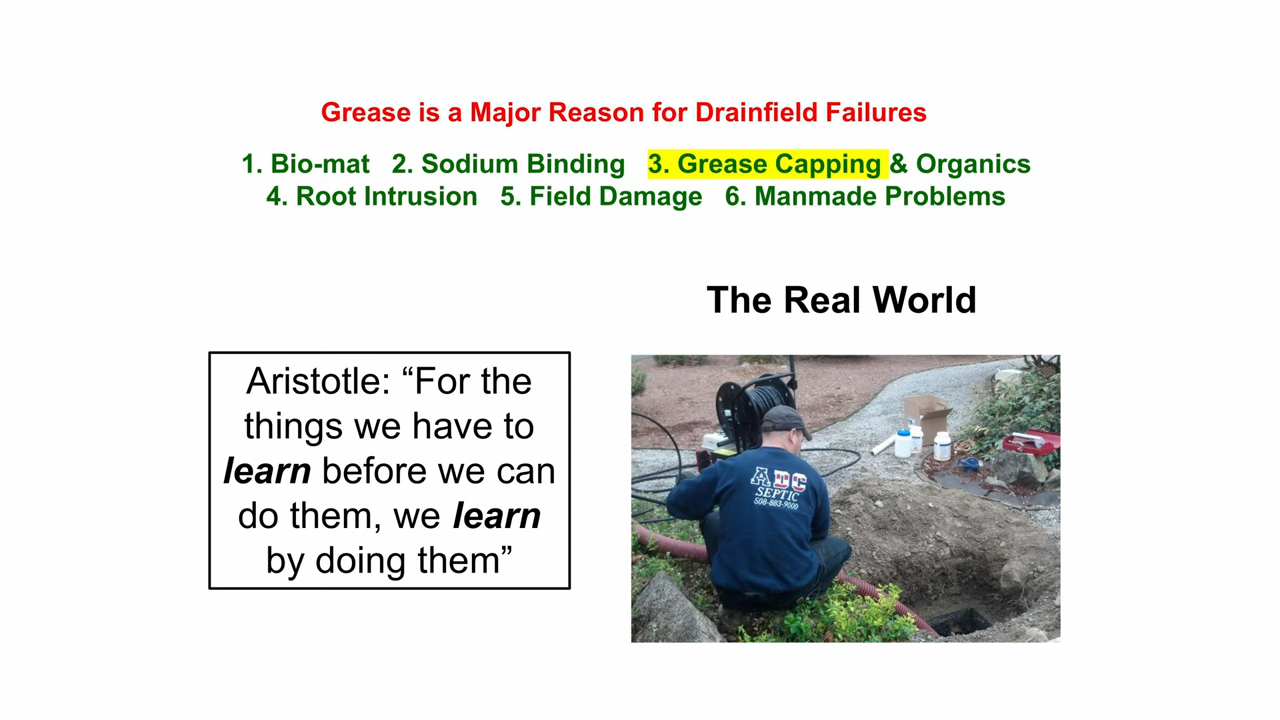 Grease is a Major Reason for Drainfield Failures
1. Bio-mat 2. Sodium Binding 3. Grease Capping & Organics
4. Root Intrusion 5. Field Damage 6. Manmade Problems
The Real World
Aristotle: “For the
things we have to
learn before we can
do them, we learn
by doing them”
ADC
SEPTIC
508-883-9000